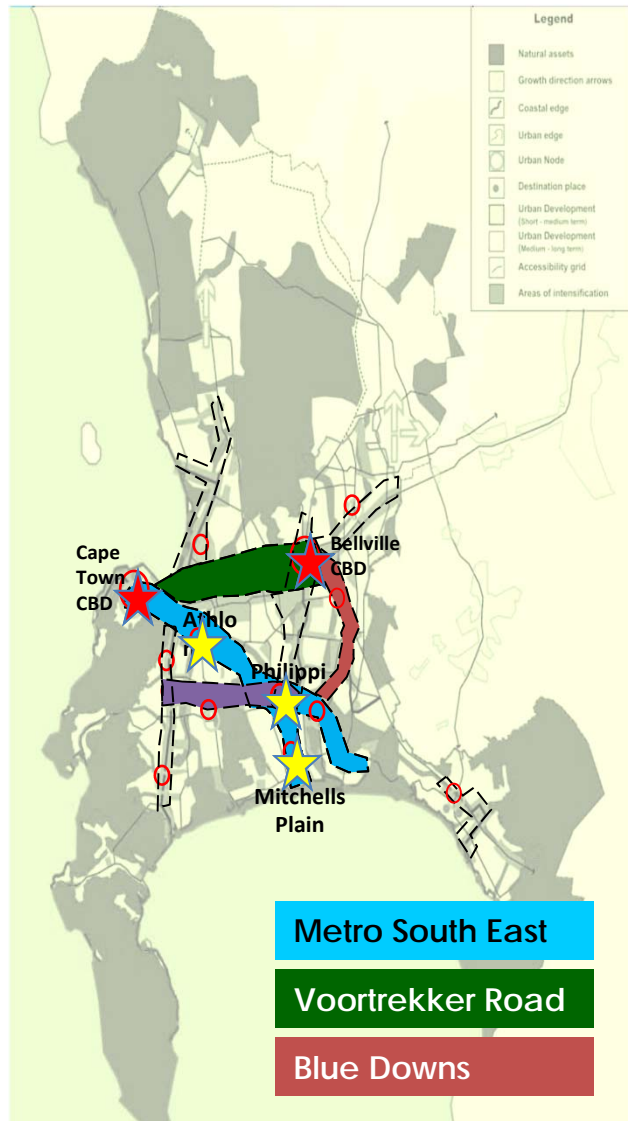 Legend
Natural assets
Growth direction arrows
Coastal edge
Urban edge
Urban Node
Destination place
Urban Development
(Short - medium term)
Urban Development
(Medium - long term)
Accessibility grid
Areas of intensification
Bellville
CBD
Cape
Town
CBD
Athlo
Philippi
Mitchells
Plain
Metro South East
Voortrekker Road
Blue Downs